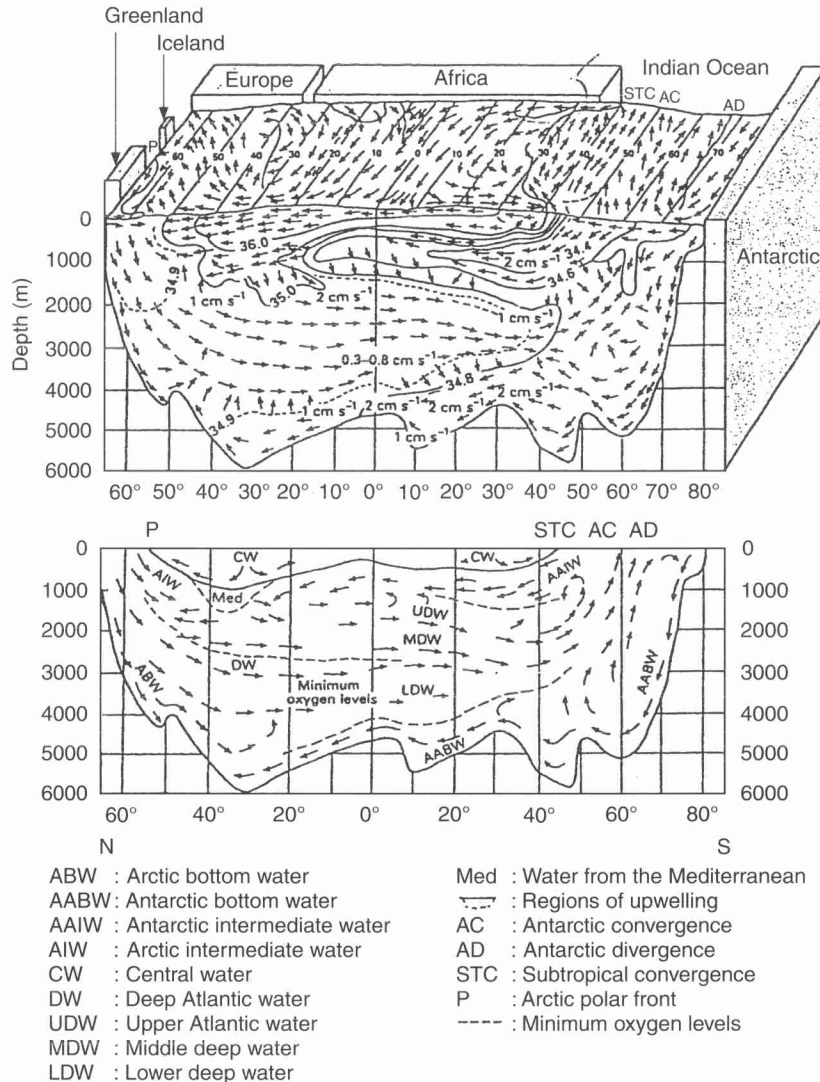 Greenland
Iceland
Europe
Africa
Indian Ocean
STC AC
AD
P
60 50 40 30 20 10 0 10 20 30 40 50 60 70
Antarctic
Depth (m)
0
1000
2000
3000
4000
5000
6000
36.0
34.9
35.0
34.4
34.6
34.8
34.9
1 cm s⁻¹
2 cm s⁻¹
2 cm s⁻¹
1 cm s⁻¹
0.3–0.8 cm s⁻¹
1 cm s⁻¹ 2 cm s⁻¹ 2 cm s⁻¹ 2 cm s⁻¹
1 cm s⁻¹
60° 50° 40° 30° 20° 10° 0° 10° 20° 30° 40° 50° 60° 70° 80°
P STC AC AD
0 0
1000 1000
2000 2000
3000 3000
4000 4000
5000 5000
6000 6000
CW
CW
AIW
Med
AAIW
UDW
MDW
DW
Minimum
oxygen levels
LDW
ABW
AABW
AABW
60° 40° 20° 0° 20° 40° 60° 80°
N S
ABW : Arctic bottom water
AABW : Antarctic bottom water
AAIW : Antarctic intermediate water
AIW : Arctic intermediate water
CW : Central water
DW : Deep Atlantic water
UDW : Upper Atlantic water
MDW : Middle deep water
LDW : Lower deep water
Med : Water from the Mediterranean
: Regions of upwelling
AC : Antarctic convergence
AD : Antarctic divergence
STC : Subtropical convergence
P : Arctic polar front
: Minimum oxygen levels